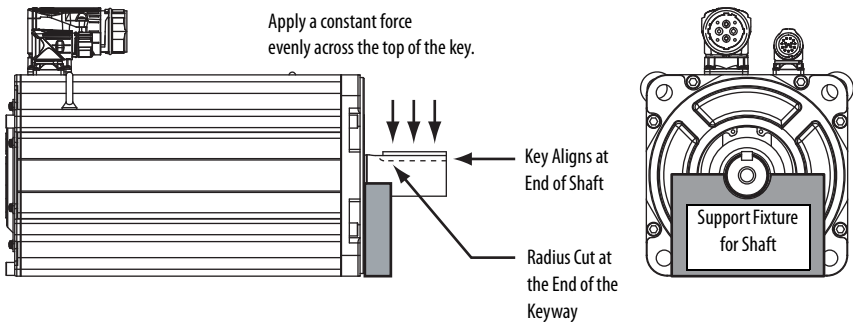 Apply a constant force
evenly across the top of the key.
Key Aligns at
End of Shaft
Radius Cut at
the End of the
Keyway
Support Fixture
for Shaft